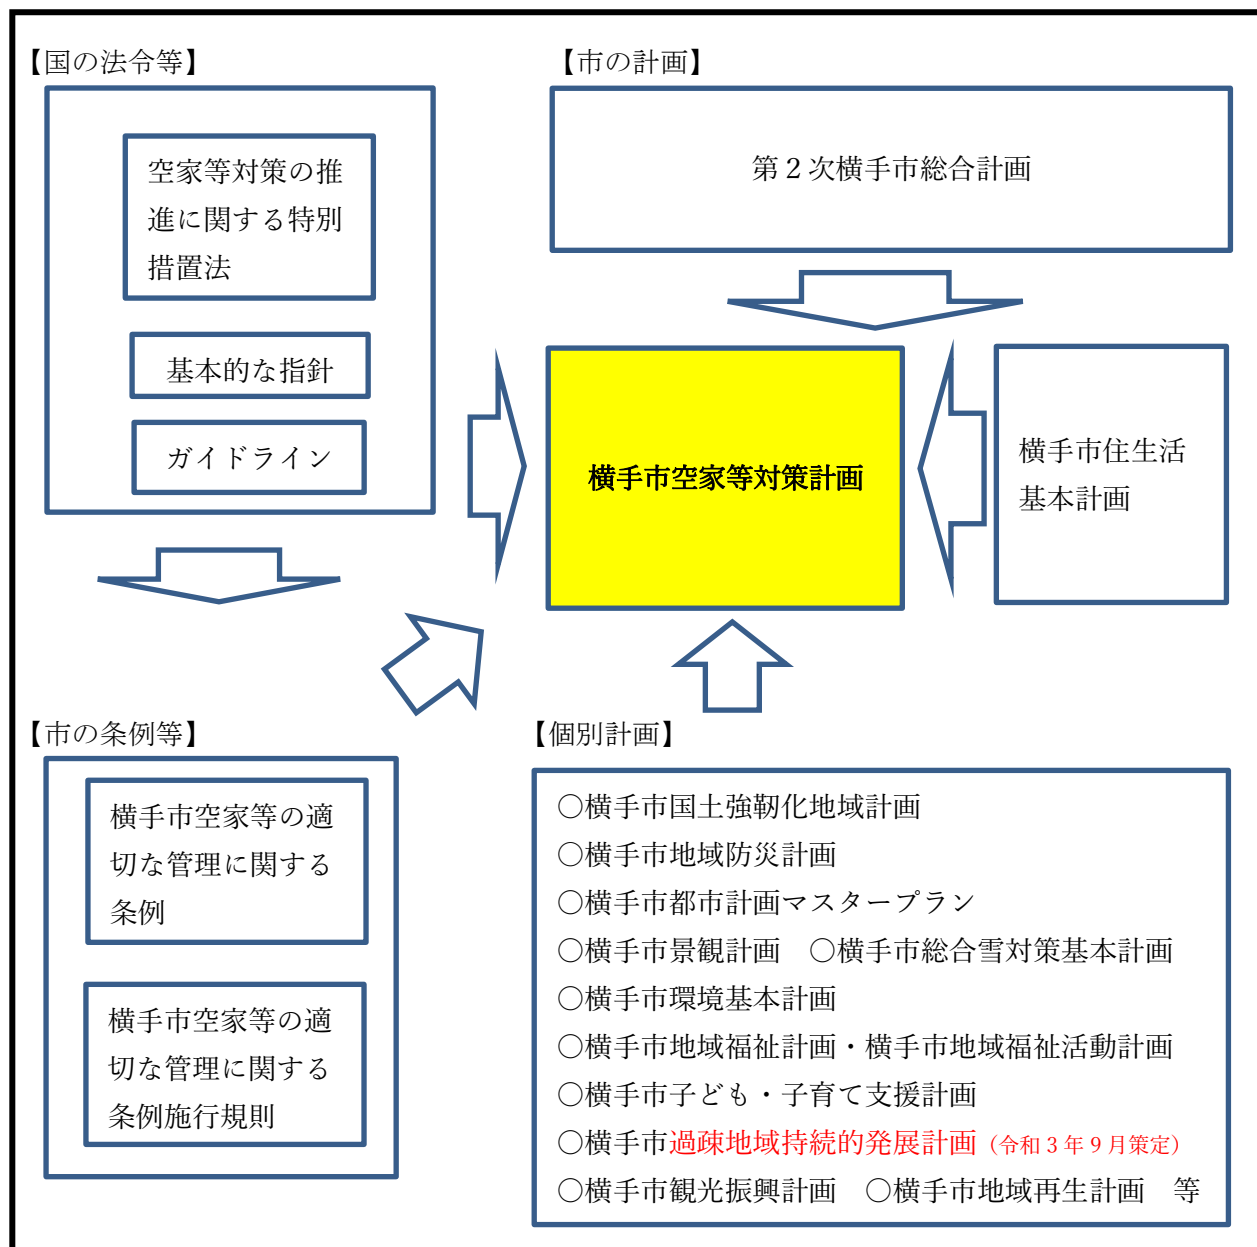 【国の法令等】
空家等対策の推
進に関する特別
措置法
基本的な指針
ガイドライン
【市の計画】
第２次横手市総合計画
横手市空家等対策計画
横手市住生活
基本計画
【市の条例等】
横手市空家等の適
切な管理に関する
条例
横手市空家等の適
切な管理に関する
条例施行規則
【個別計画】
○横手市国土強靭化地域計画
○横手市地域防災計画
○横手市都市計画マスタープラン
○横手市景観計画　○横手市総合雪対策基本計画
○横手市環境基本計画
○横手市地域福祉計画・横手市地域福祉活動計画
○横手市子ども・子育て支援計画
○横手市過疎地域持続的発展計画（令和３年９月策定）
○横手市観光振興計画　○横手市地域再生計画　等